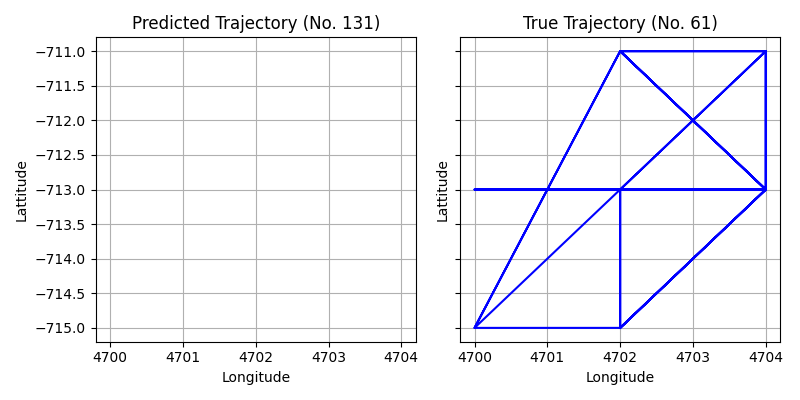 Predicted Trajectory (No. 131)
True Trajectory (No. 61)
Lattitude
−711.0
−711.5
−712.0
−712.5
−713.0
−713.5
−714.0
−714.5
−715.0
4700 4701 4702 4703 4704
Longitude
Lattitude
4700 4701 4702 4703 4704
Longitude